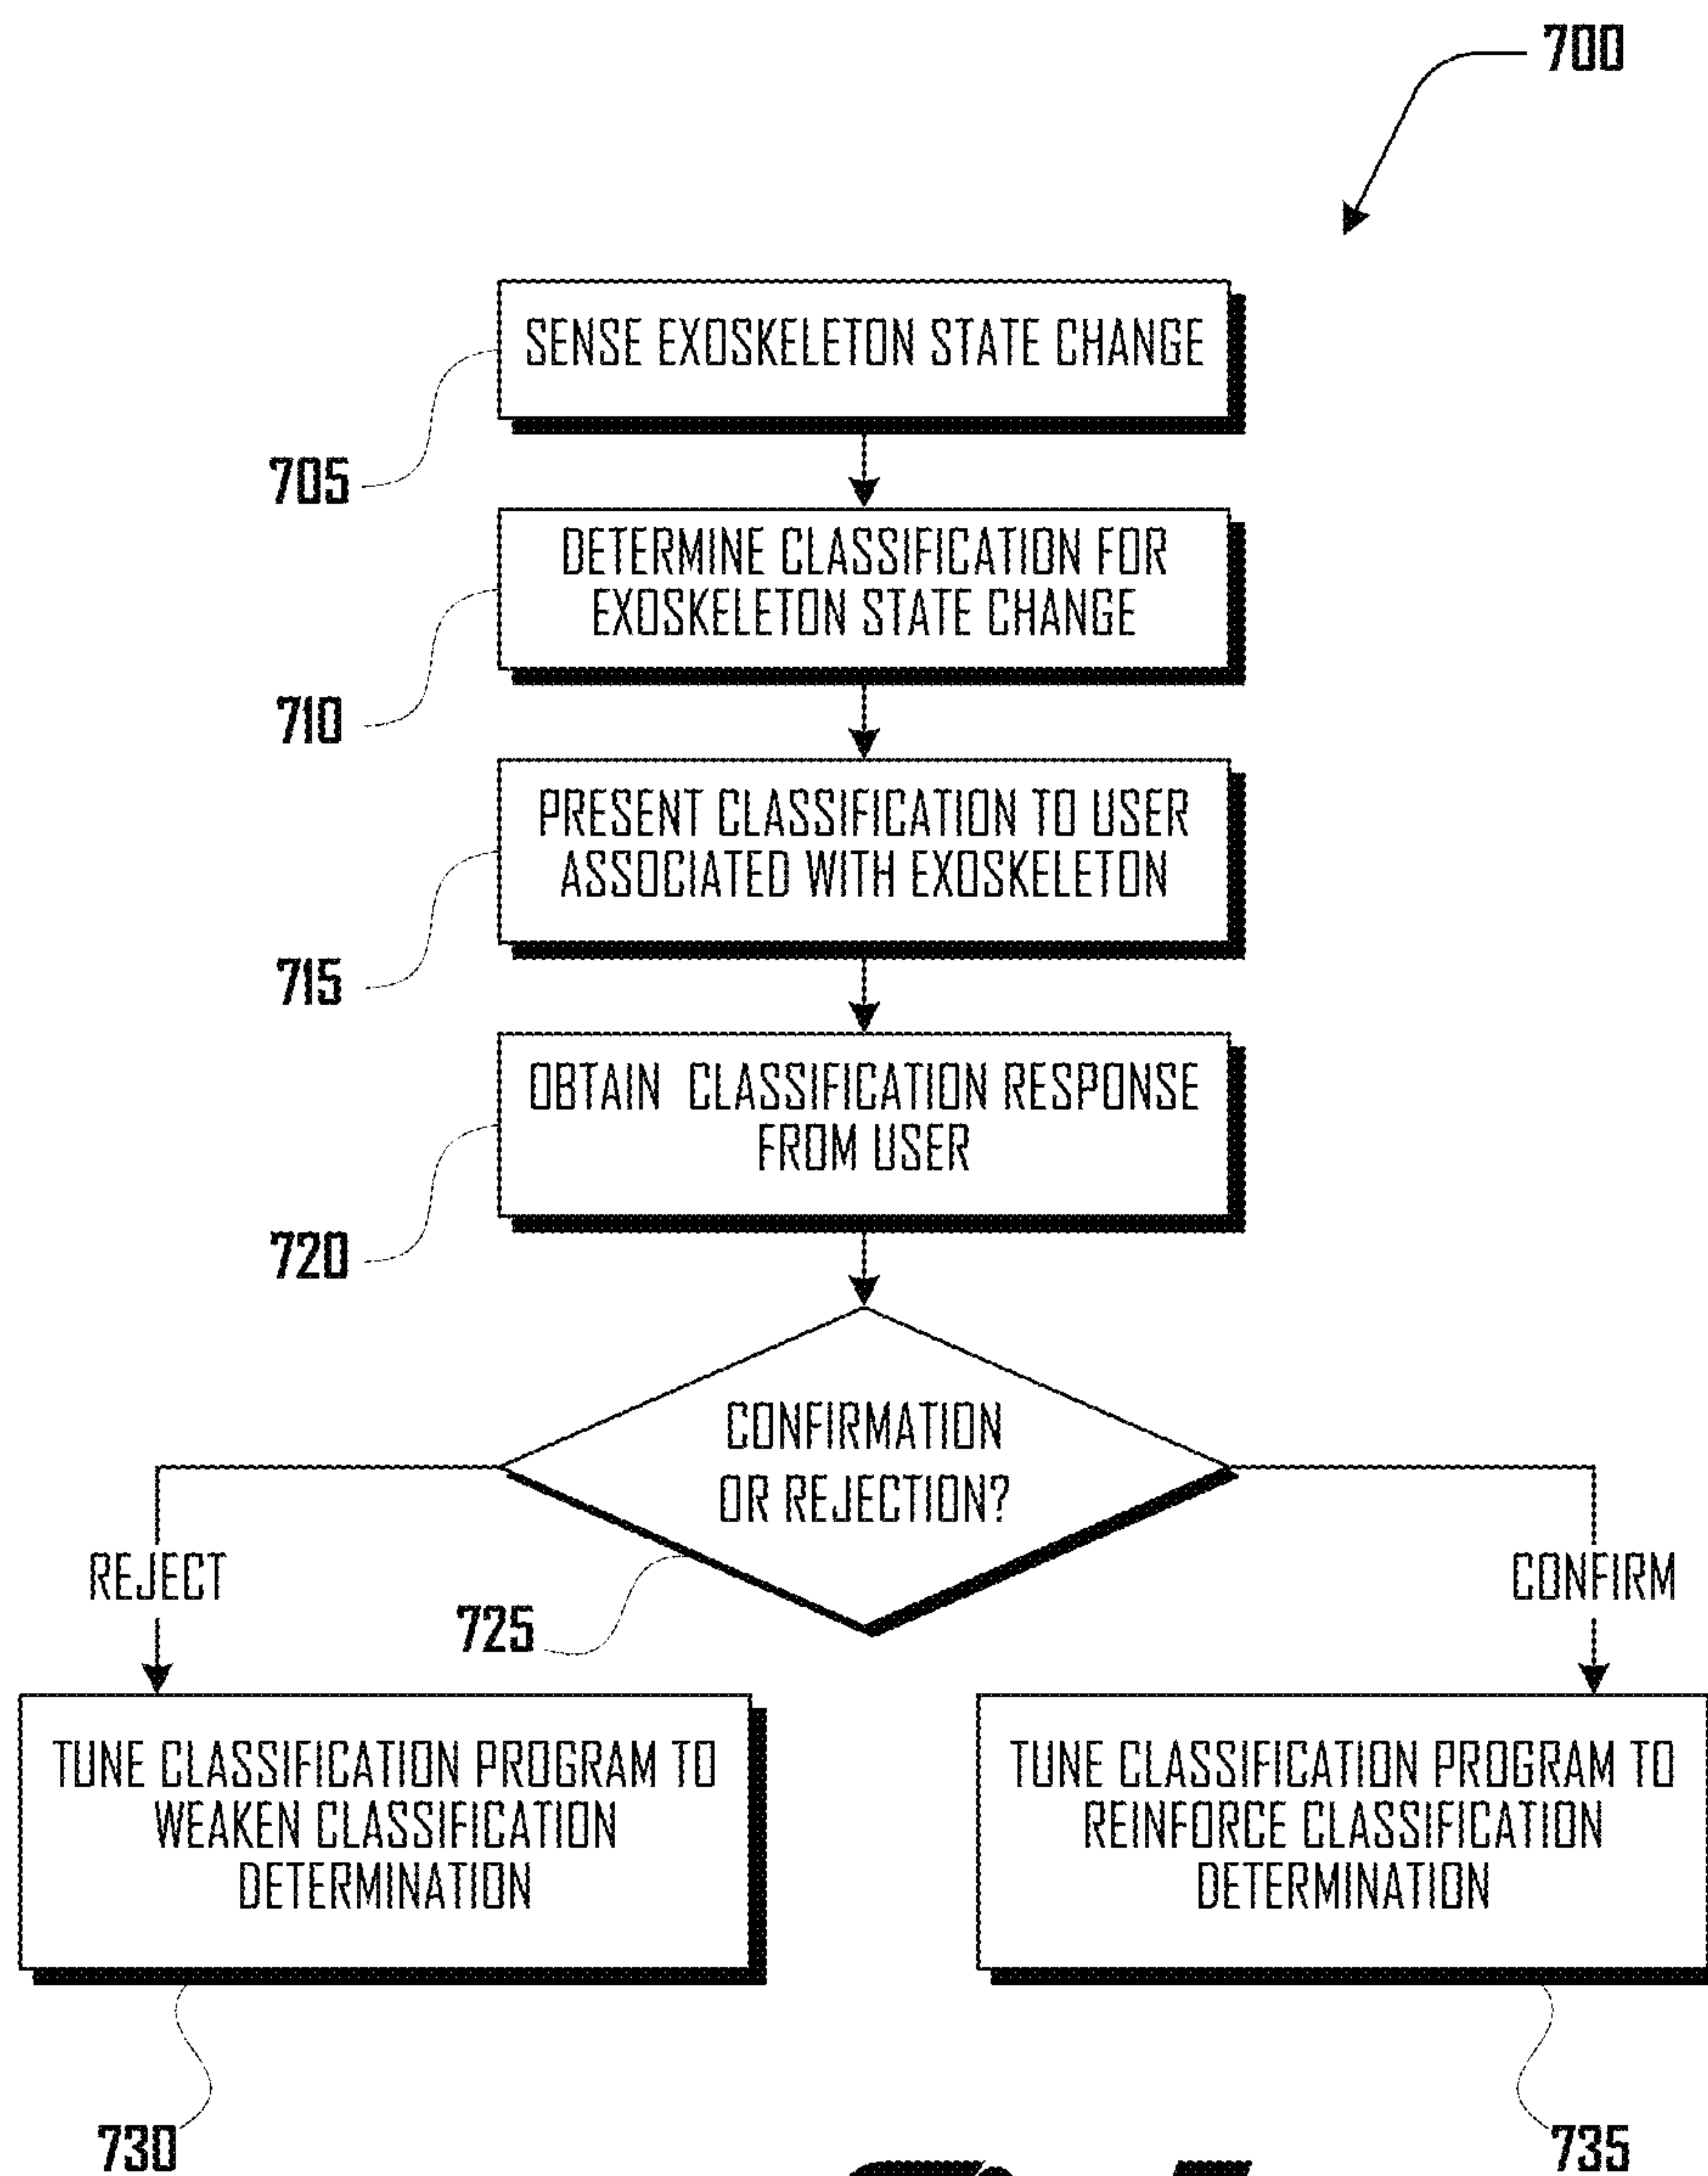 700
SENSE EXOSKELETON STATE CHANGE
705
DETERMINE CLASSIFICATION FOR
EXOSKELETON STATE CHANGE
710
PRESENT CLASSIFICATION TO USER
ASSOCIATED WITH EXOSKELETON
715
OBTAIN CLASSIFICATION RESPONSE
FROM USER
720
CONFIRMATION
OR REJECTION?
REJECT
CONFIRM
725
TUNE CLASSIFICATION PROGRAM TO
WEAKEN CLASSIFICATION
DETERMINATION
TUNE CLASSIFICATION PROGRAM TO
REINFORCE CLASSIFICATION
DETERMINATION
730
735